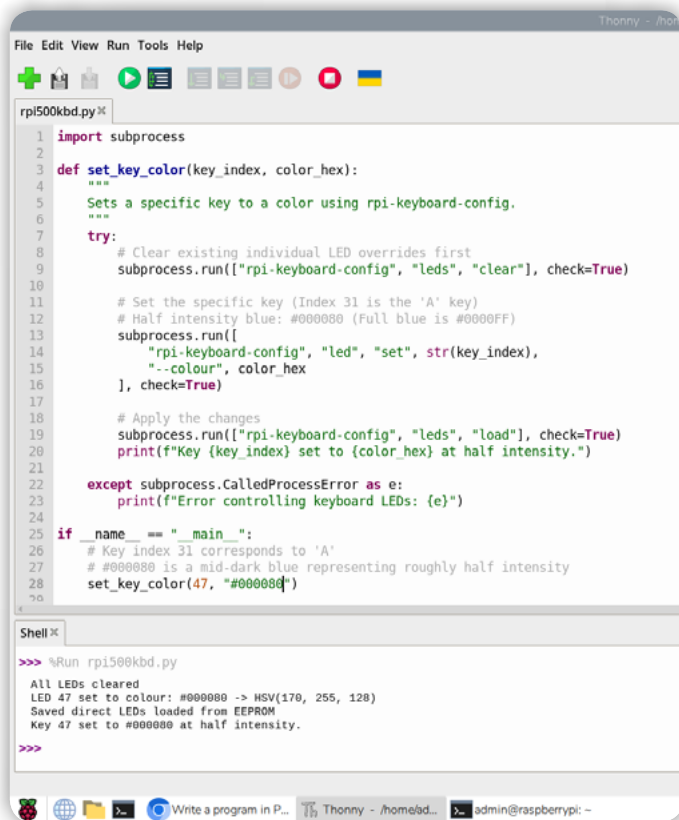 Thonny - /hor
File Edit View Run Tools Help
rpi500kbd.py
1 import subprocess
2
3 def set_key_color(key_index, color_hex):
4     """
5     Sets a specific key to a color using rpi-keyboard-config.
6     """
7     try:
8         # Clear existing individual LED overrides first
9         subprocess.run(["rpi-keyboard-config", "leds", "clear"], check=True)
10
11         # Set the specific key (Index 31 is the 'A' key)
12         # Half intensity blue: #000080 (Full blue is #0000FF)
13         subprocess.run([
14             "rpi-keyboard-config", "led", "set", str(key_index),
15             "--colour", color_hex
16         ], check=True)
17
18         # Apply the changes
19         subprocess.run(["rpi-keyboard-config", "leds", "load"], check=True)
20         print(f"Key {key_index} set to {color_hex} at half intensity.")
21
22     except subprocess.CalledProcessError as e:
23         print(f"Error controlling keyboard LEDs: {e}")
24
25 if __name__ == "__main__":
26     # Key index 31 corresponds to 'A'
27     # #000080 is a mid-dark blue representing roughly half intensity
28     set_key_color(47, "#000080")
29
Shell
>>> %Run rpi500kbd.py
All LEDs cleared
LED 47 set to colour: #000080 -> HSV(170, 255, 128)
Saved direct LEDs loaded from EEPROM
Key 47 set to #000080 at half intensity.
>>>
Write a program in P... Thonny - /home/ad... admin@raspberrypi: ~